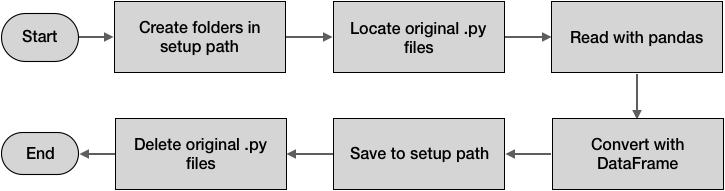 Start
Create folders in
setup path
Locate original .py
files
Read with pandas
Convert with
DataFrame
Save to setup path
Delete original .py
files
End